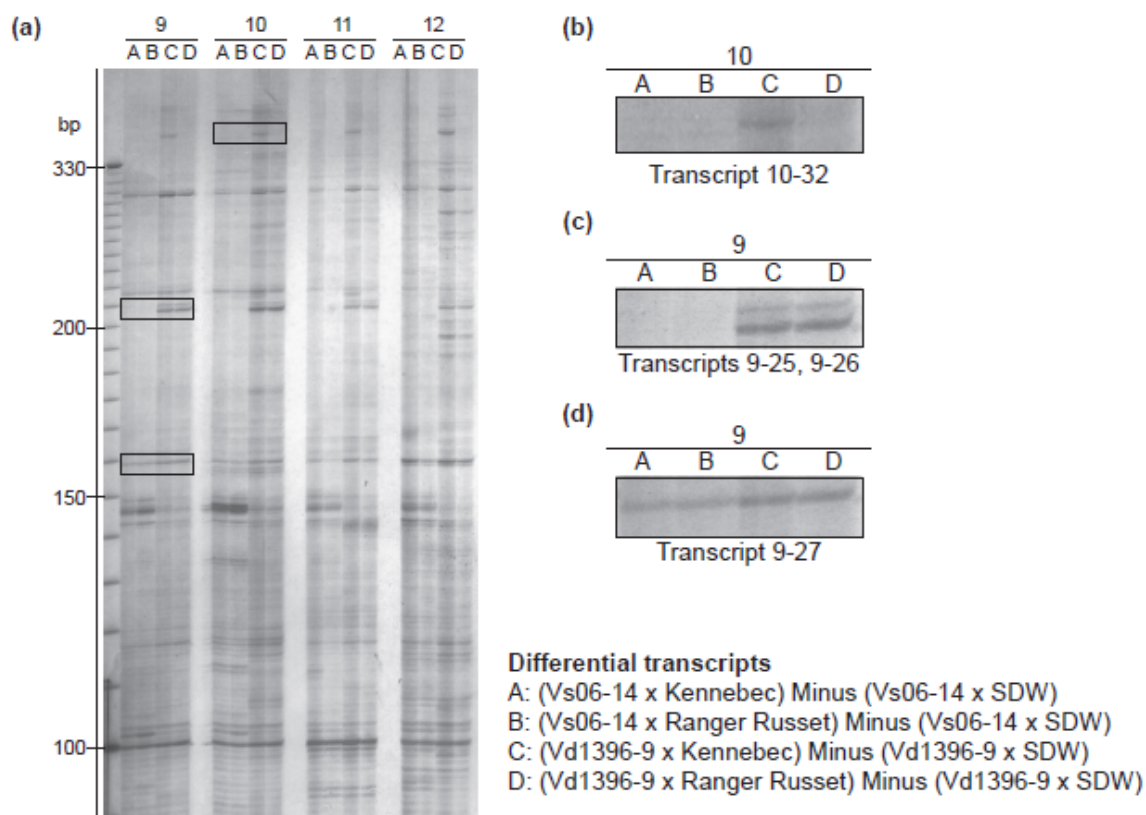 (a)
9 10 11 12
A B C D A B C D A B C D A B C D
bp
330
200
150
100
(b)
10
A B C D
Transcript 10-32
(c)
9
A B C D
Transcripts 9-25, 9-26
(d)
9
A B C D
Transcript 9-27
Differential transcripts
A: (Vs06-14 x Kennebec) Minus (Vs06-14 x SDW)
B: (Vs06-14 x Ranger Russet) Minus (Vs06-14 x SDW)
C: (Vd1396-9 x Kennebec) Minus (Vd1396-9 x SDW)
D: (Vd1396-9 x Ranger Russet) Minus (Vd1396-9 x SDW)